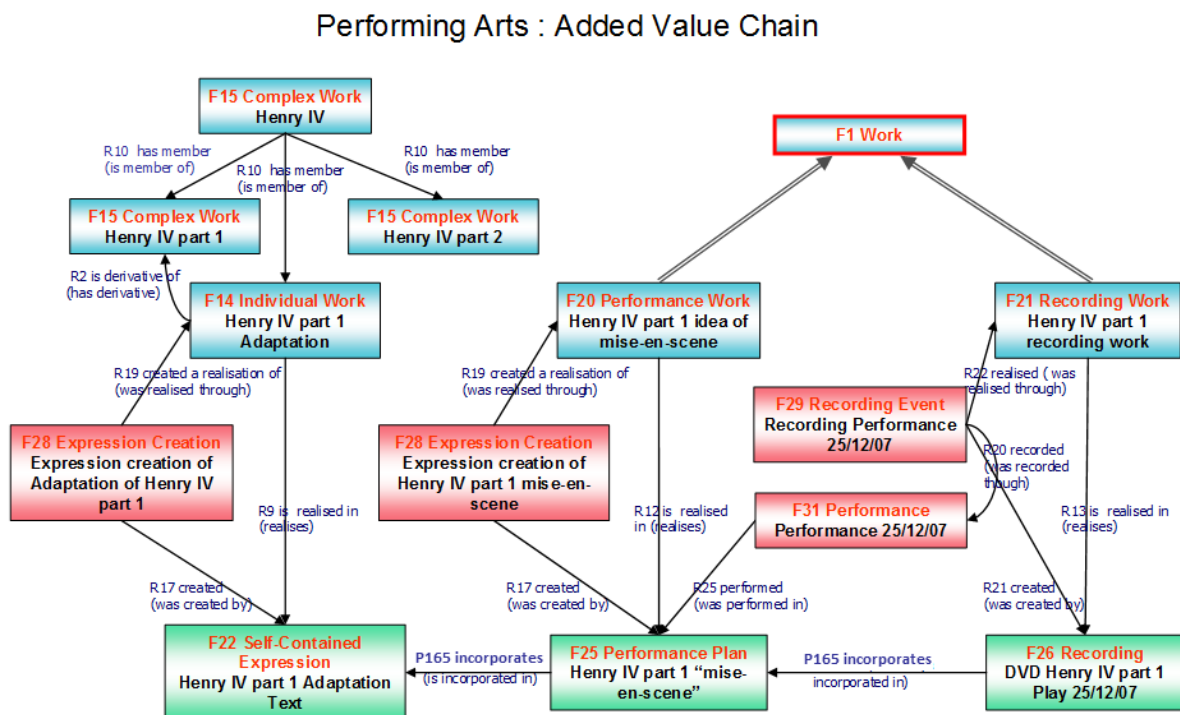 Performing Arts : Added Value Chain
F15 Complex Work
Henry IV
F1 Work
R10 has member
(is member of)
R10 has member
(is member of)
R10 has member
(is member of)
F15 Complex Work
Henry IV part 1
F15 Complex Work
Henry IV part 2
R2 is derivative of
(has derivative)
F14 Individual Work
Henry IV part 1
Adaptation
F20 Performance Work
Henry IV part 1 idea of
mise-en-scene
F21 Recording Work
Henry IV part 1
recording work
R19 created a realisation of
(was realised through)
R19 created a realisation of
(was realised through)
R22 realised ( was
realised through)
F28 Expression Creation
Expression creation of
Adaptation of Henry IV
part 1
F28 Expression Creation
Expression creation of
Henry IV part 1 mise-en-
scene
F29 Recording Event
Recording Performance
25/12/07
R20 recorded
(was recorded
though)
R9 is realised in
(realises)
R12 is realised
in (realises)
F31 Performance
Performance 25/12/07
R13 is realised in
(realises)
R17 created
(was created by)
R17 created
(was created by)
R25 performed
(was performed in)
R21 created
(was created by)
F22 Self-Contained
Expression
Henry IV part 1 Adaptation
Text
P165 incorporates
(is incorporated in)
F25 Performance Plan
Henry IV part 1 “mise-
en-scene”
P165 incorporates
incorporated in)
F26 Recording
DVD Henry IV part 1
Play 25/12/07